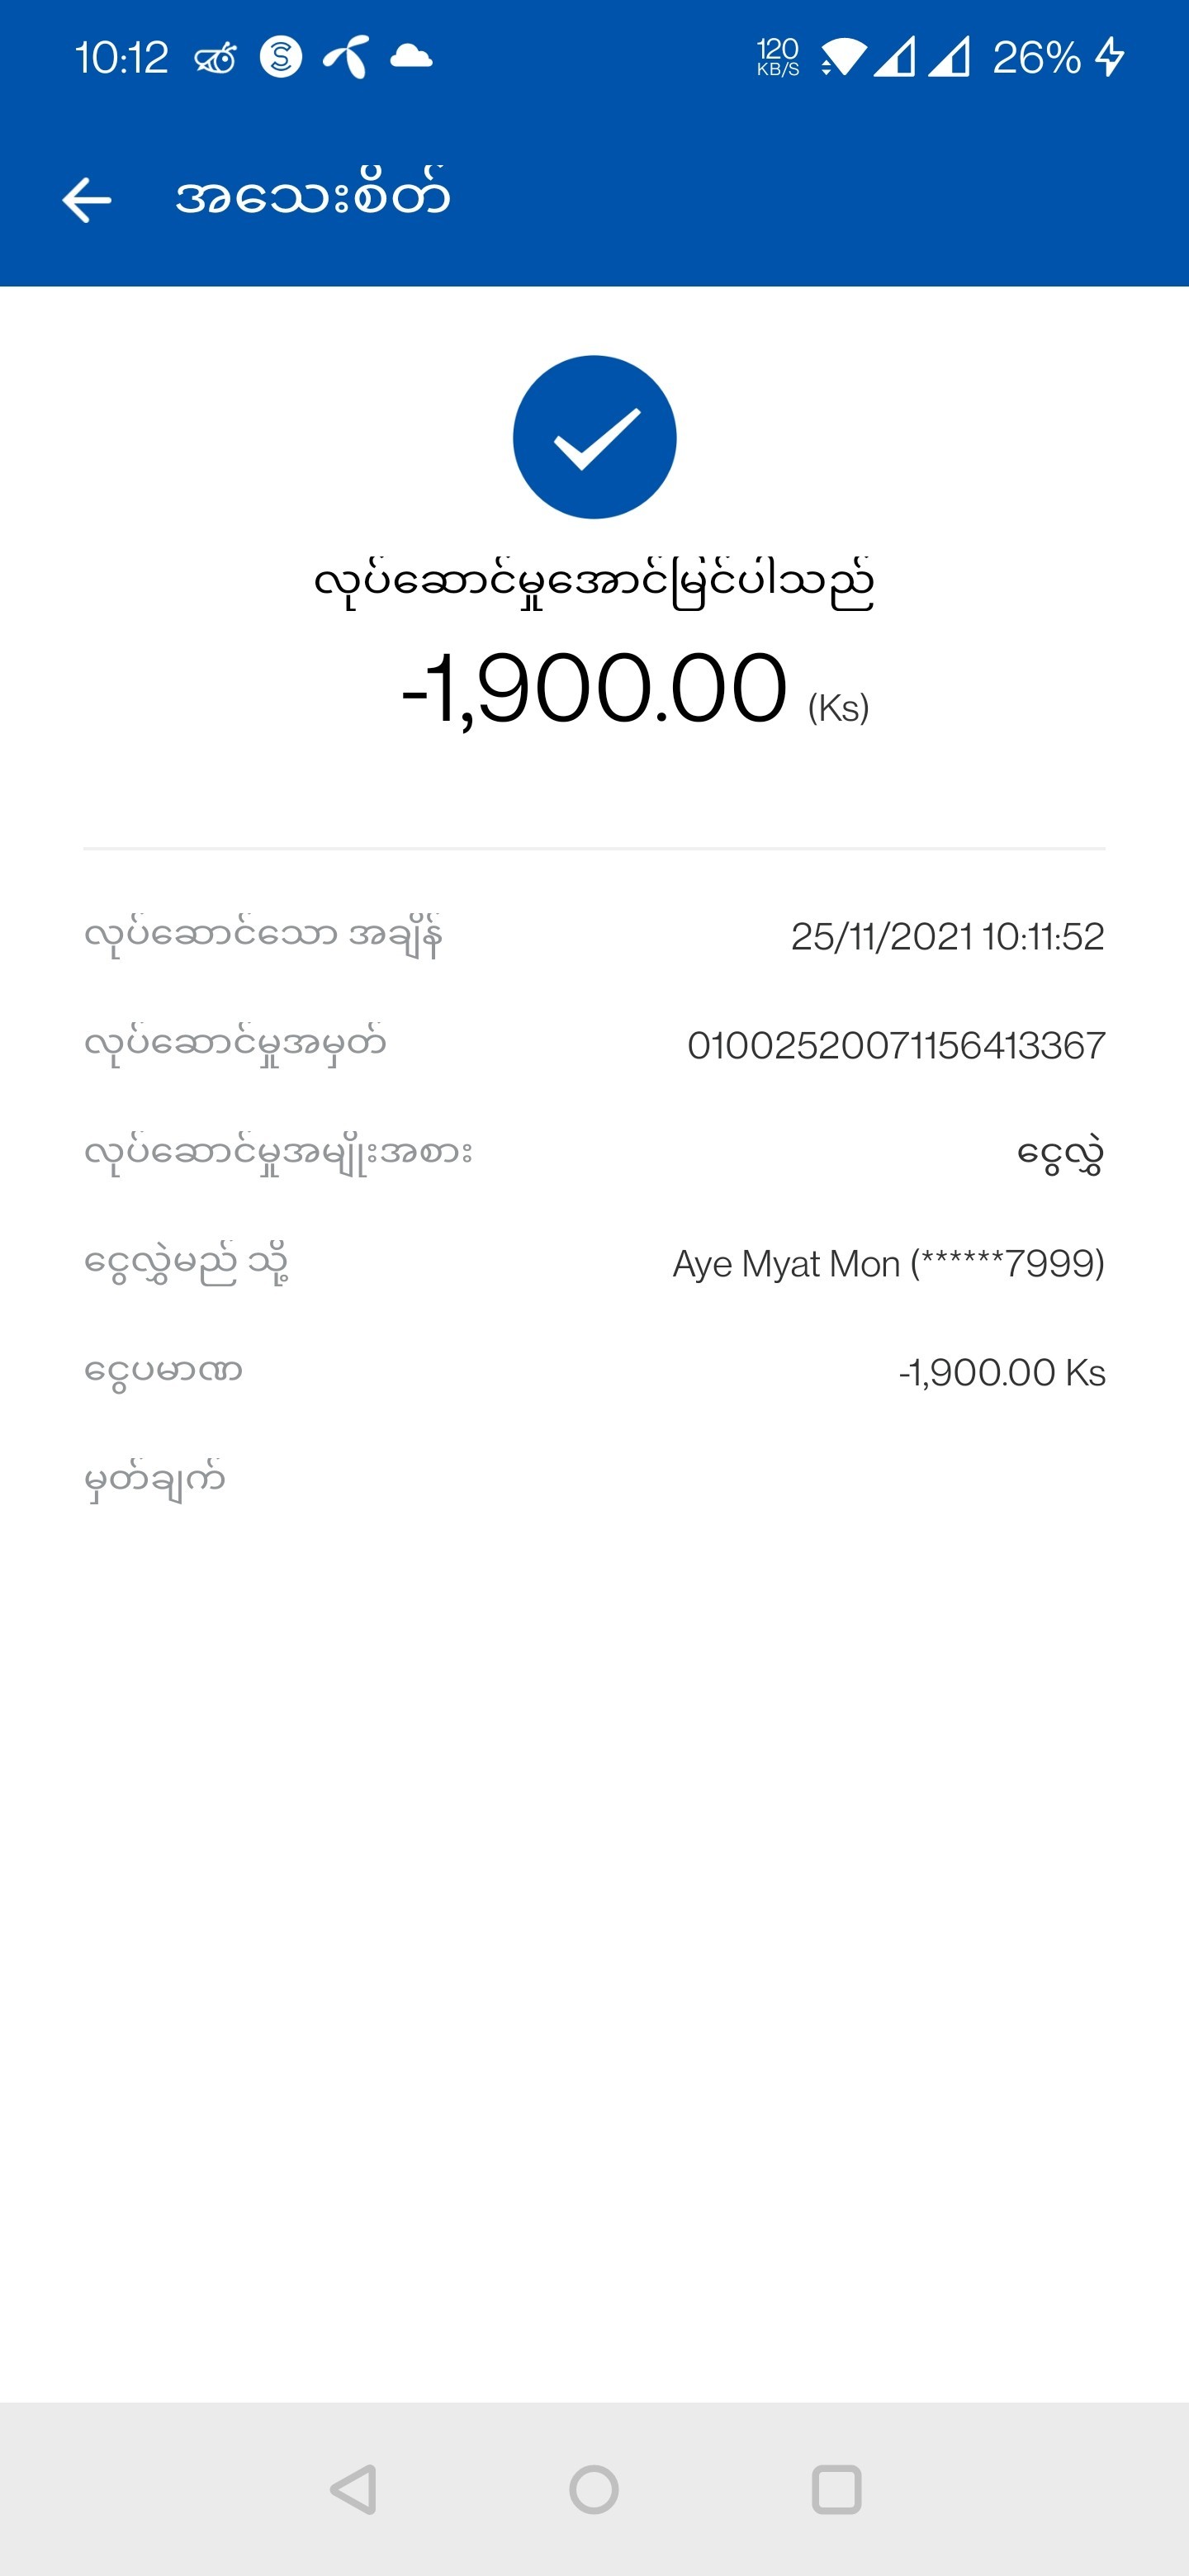 10:12
120
KB/S
26%
အသေးစိတ်
လုပ်ဆောင်မှုအောင်မြင်ပါသည်
-1,900.00 (Ks)
လုပ်ဆောင်သော အချိန် 25/11/2021 10:11:52
လုပ်ဆောင်မှုအမှတ် 01002520071156413367
လုပ်ဆောင်မှုအမျိုးအစား ငွေလွှဲ
ငွေလွှဲမည် သို့ Aye Myat Mon (******7999)
ငွေပမာဏ -1,900.00 Ks
မှတ်ချက်